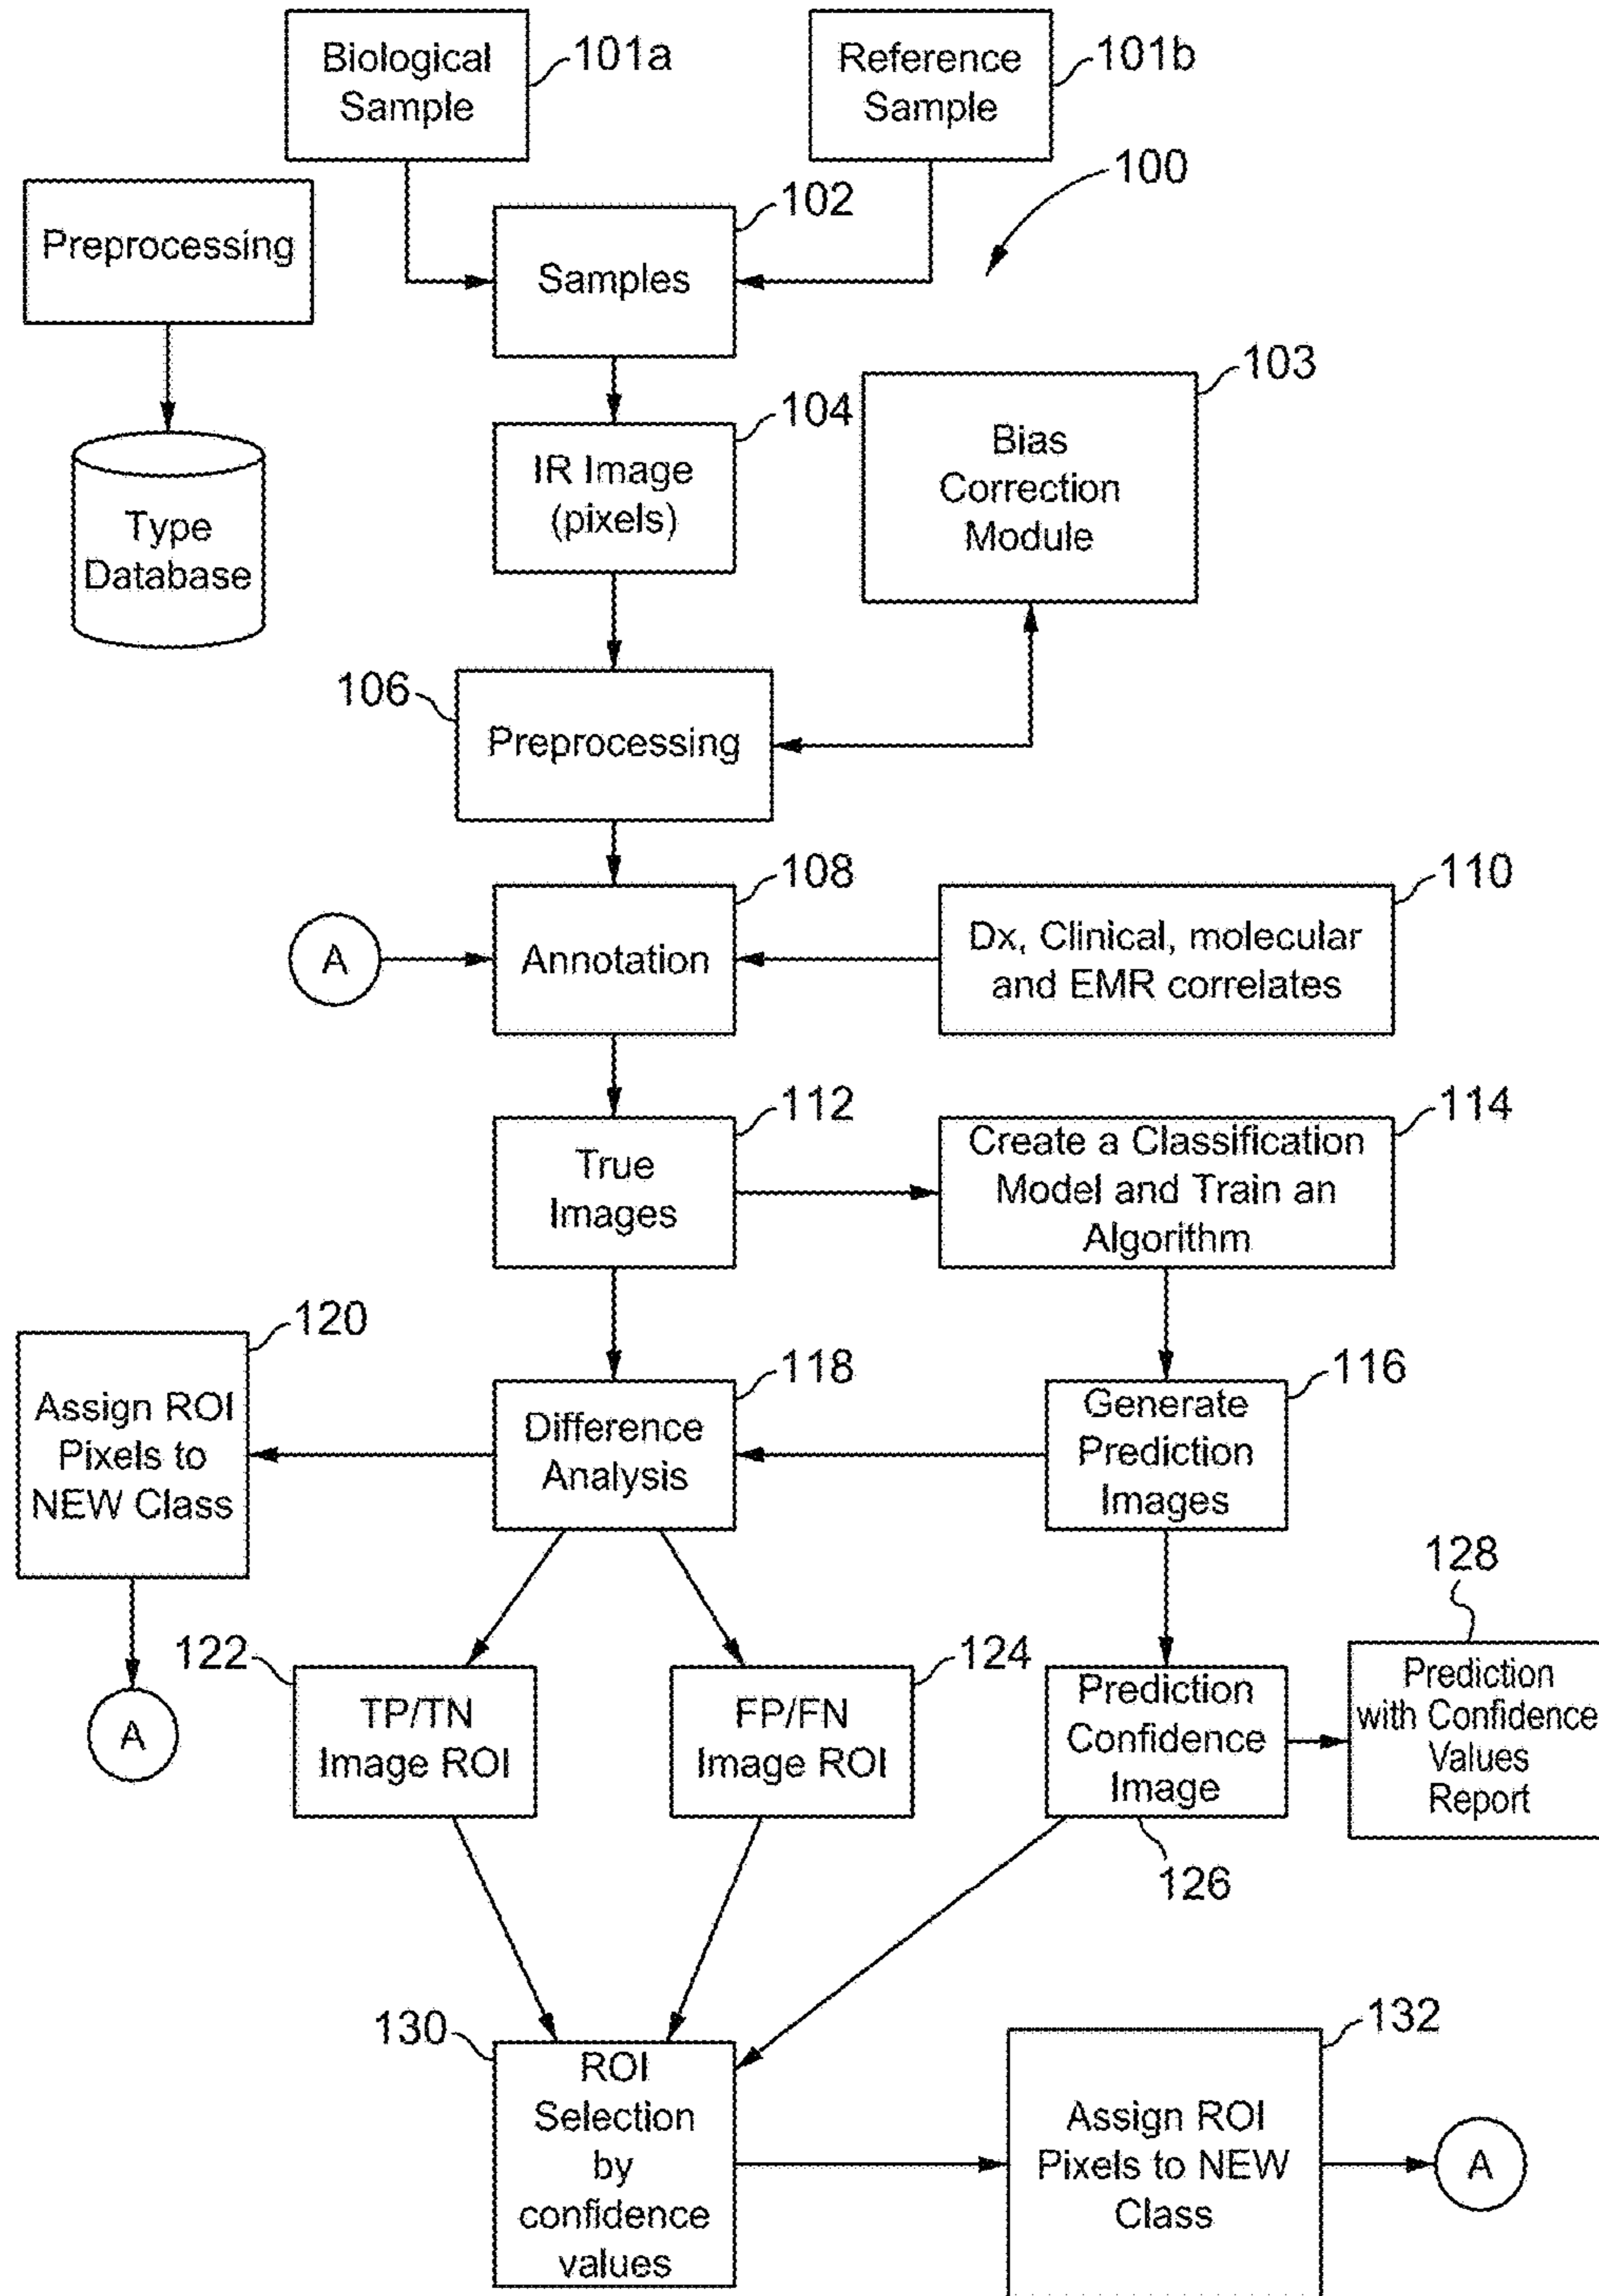 Biological
Sample
101a
Reference
Sample
101b
100
Preprocessing
102
Samples
103
Bias
Correction
Module
104
IR Image
(pixels)
Type
Database
106
Preprocessing
108
Annotation
A
110
Dx, Clinical, molecular
and EMR correlates
112
True
Images
114
Create a Classification
Model and Train an
Algorithm
120
Assign ROI
Pixels to
NEW Class
118
Difference
Analysis
116
Generate
Prediction
Images
A
122
TP/TN
Image ROI
124
FP/FN
Image ROI
Prediction
Confidence
Image
126
128
Prediction
with Confidence
Values
Report
130
ROI
Selection
by
confidence
values
132
Assign ROI
Pixels to NEW
Class
A